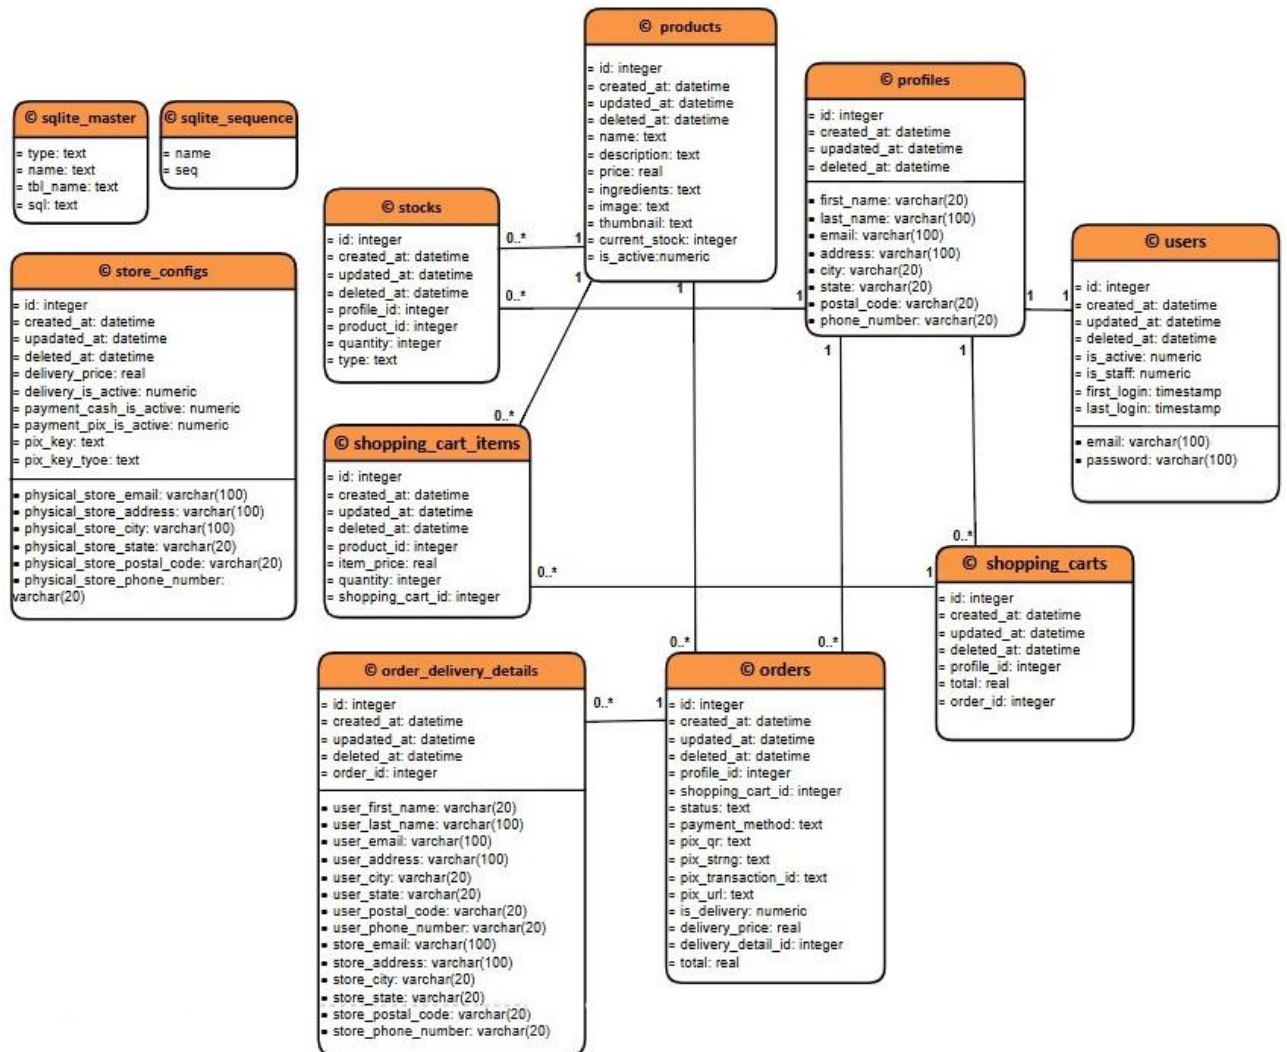 © products
= id: integer
= created_at: datetime
= updated_at: datetime
= deleted_at: datetime
= name: text
= description: text
= price: real
= ingredients: text
= image: text
= thumbnail: text
= current_stock: integer
= is_active:numeric
© profiles
= id: integer
= created_at: datetime
= upadated_at: datetime
= deleted_at: datetime
▪ first_name: varchar(20)
▪ last_name: varchar(100)
▪ email: varchar(100)
▪ address: varchar(100)
▪ city: varchar(20)
▪ state: varchar(20)
▪ postal_code: varchar(20)
▪ phone_number: varchar(20)
© sqlite_master
= type: text
= name: text
= tbl_name: text
= sql: text
© sqlite_sequence
= name
= seq
© stocks
= id: integer
= created_at: datetime
= updated_at: datetime
= deleted_at: datetime
= profile_id: integer
= product_id: integer
= quantity: integer
= type: text
0..* 1
0..* 1
1 1
1 1
© users
= id: integer
= created_at: datetime
= updated_at: datetime
= deleted_at: datetime
= is_active: numeric
= is_staff: numeric
= first_login: timestamp
= last_login: timestamp
▪ email: varchar(100)
▪ password: varchar(100)
© store_configs
= id: integer
= created_at: datetime
= upadated_at: datetime
= deleted_at: datetime
= delivery_price: real
= delivery_is_active: numeric
= payment_cash_is_active: numeric
= payment_pix_is_active: numeric
= pix_key: text
= pix_key_tyoe: text
▪ physical_store_email: varchar(100)
▪ physical_store_address: varchar(100)
▪ physical_store_city: varchar(100)
▪ physical_store_state: varchar(20)
▪ physical_store_postal_code: varchar(20)
▪ physical_store_phone_number:
varchar(20)
1 1
0..*
© shopping_cart_items
= id: integer
= created_at: datetime
= updated_at: datetime
= deleted_at: datetime
= product_id: integer
= item_price: real
= quantity: integer
= shopping_cart_id: integer
0..*
0..* 1
© shopping_carts
= id: integer
= created_at: datetime
= updated_at: datetime
= deleted_at: datetime
= profile_id: integer
= total: real
= order_id: integer
0..* 0..*
© order_delivery_details
= id: integer
= created_at: datetime
= upadated_at: datetime
= deleted_at: datetime
= order_id: integer
▪ user_first_name: varchar(20)
▪ user_last_name: varchar(100)
▪ user_email: varchar(100)
▪ user_address: varchar(100)
▪ user_city: varchar(20)
▪ user_state: varchar(20)
▪ user_postal_code: varchar(20)
▪ user_phone_number: varchar(20)
▪ store_email: varchar(100)
▪ store_address: varchar(100)
▪ store_city: varchar(20)
▪ store_state: varchar(20)
▪ store_postal_code: varchar(20)
▪ store_phone_number: varchar(20)
0..* 1
© orders
= id: integer
= created_at: datetime
= updated_at: datetime
= deleted_at: datetime
= profile_id: integer
= shopping_cart_id: integer
= status: text
= payment_method: text
= pix_qr: text
= pix_strng: text
= pix_transaction_id: text
= pix_url: text
= is_delivery: numeric
= delivery_price: real
= delivery_detail_id: integer
= total: real